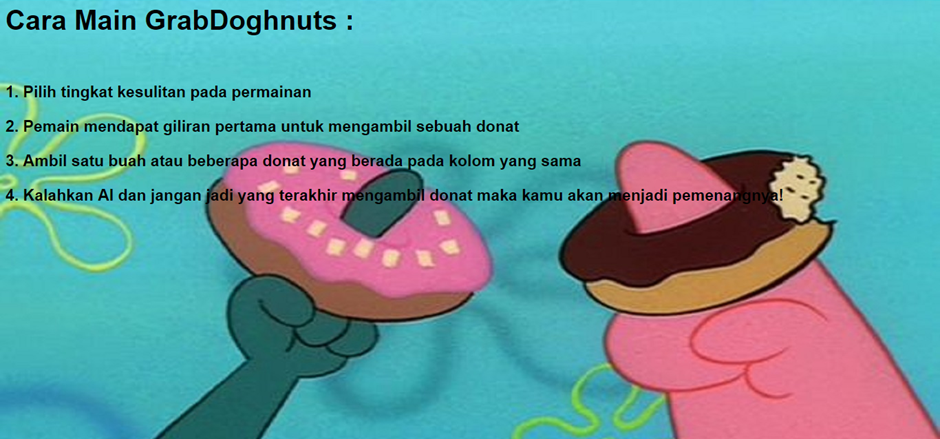 Cara Main GrabDoghnuts :
1. Pilih tingkat kesulitan pada permainan
2. Pemain mendapat giliran pertama untuk mengambil sebuah donat
3. Ambil satu buah atau beberapa donat yang berada pada kolom yang sama
4. Kalahkan AI dan jangan jadi yang terakhir mengambil donat maka kamu akan menjadi pemenangnya!